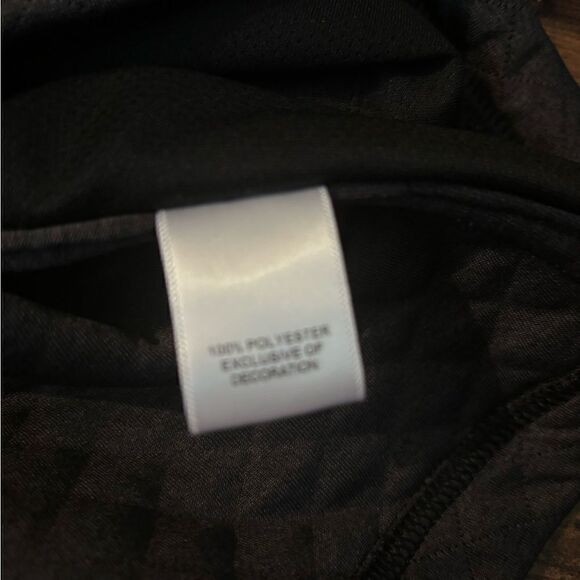 100% POLYESTER
EXCLUSIVE OF
DECORATION